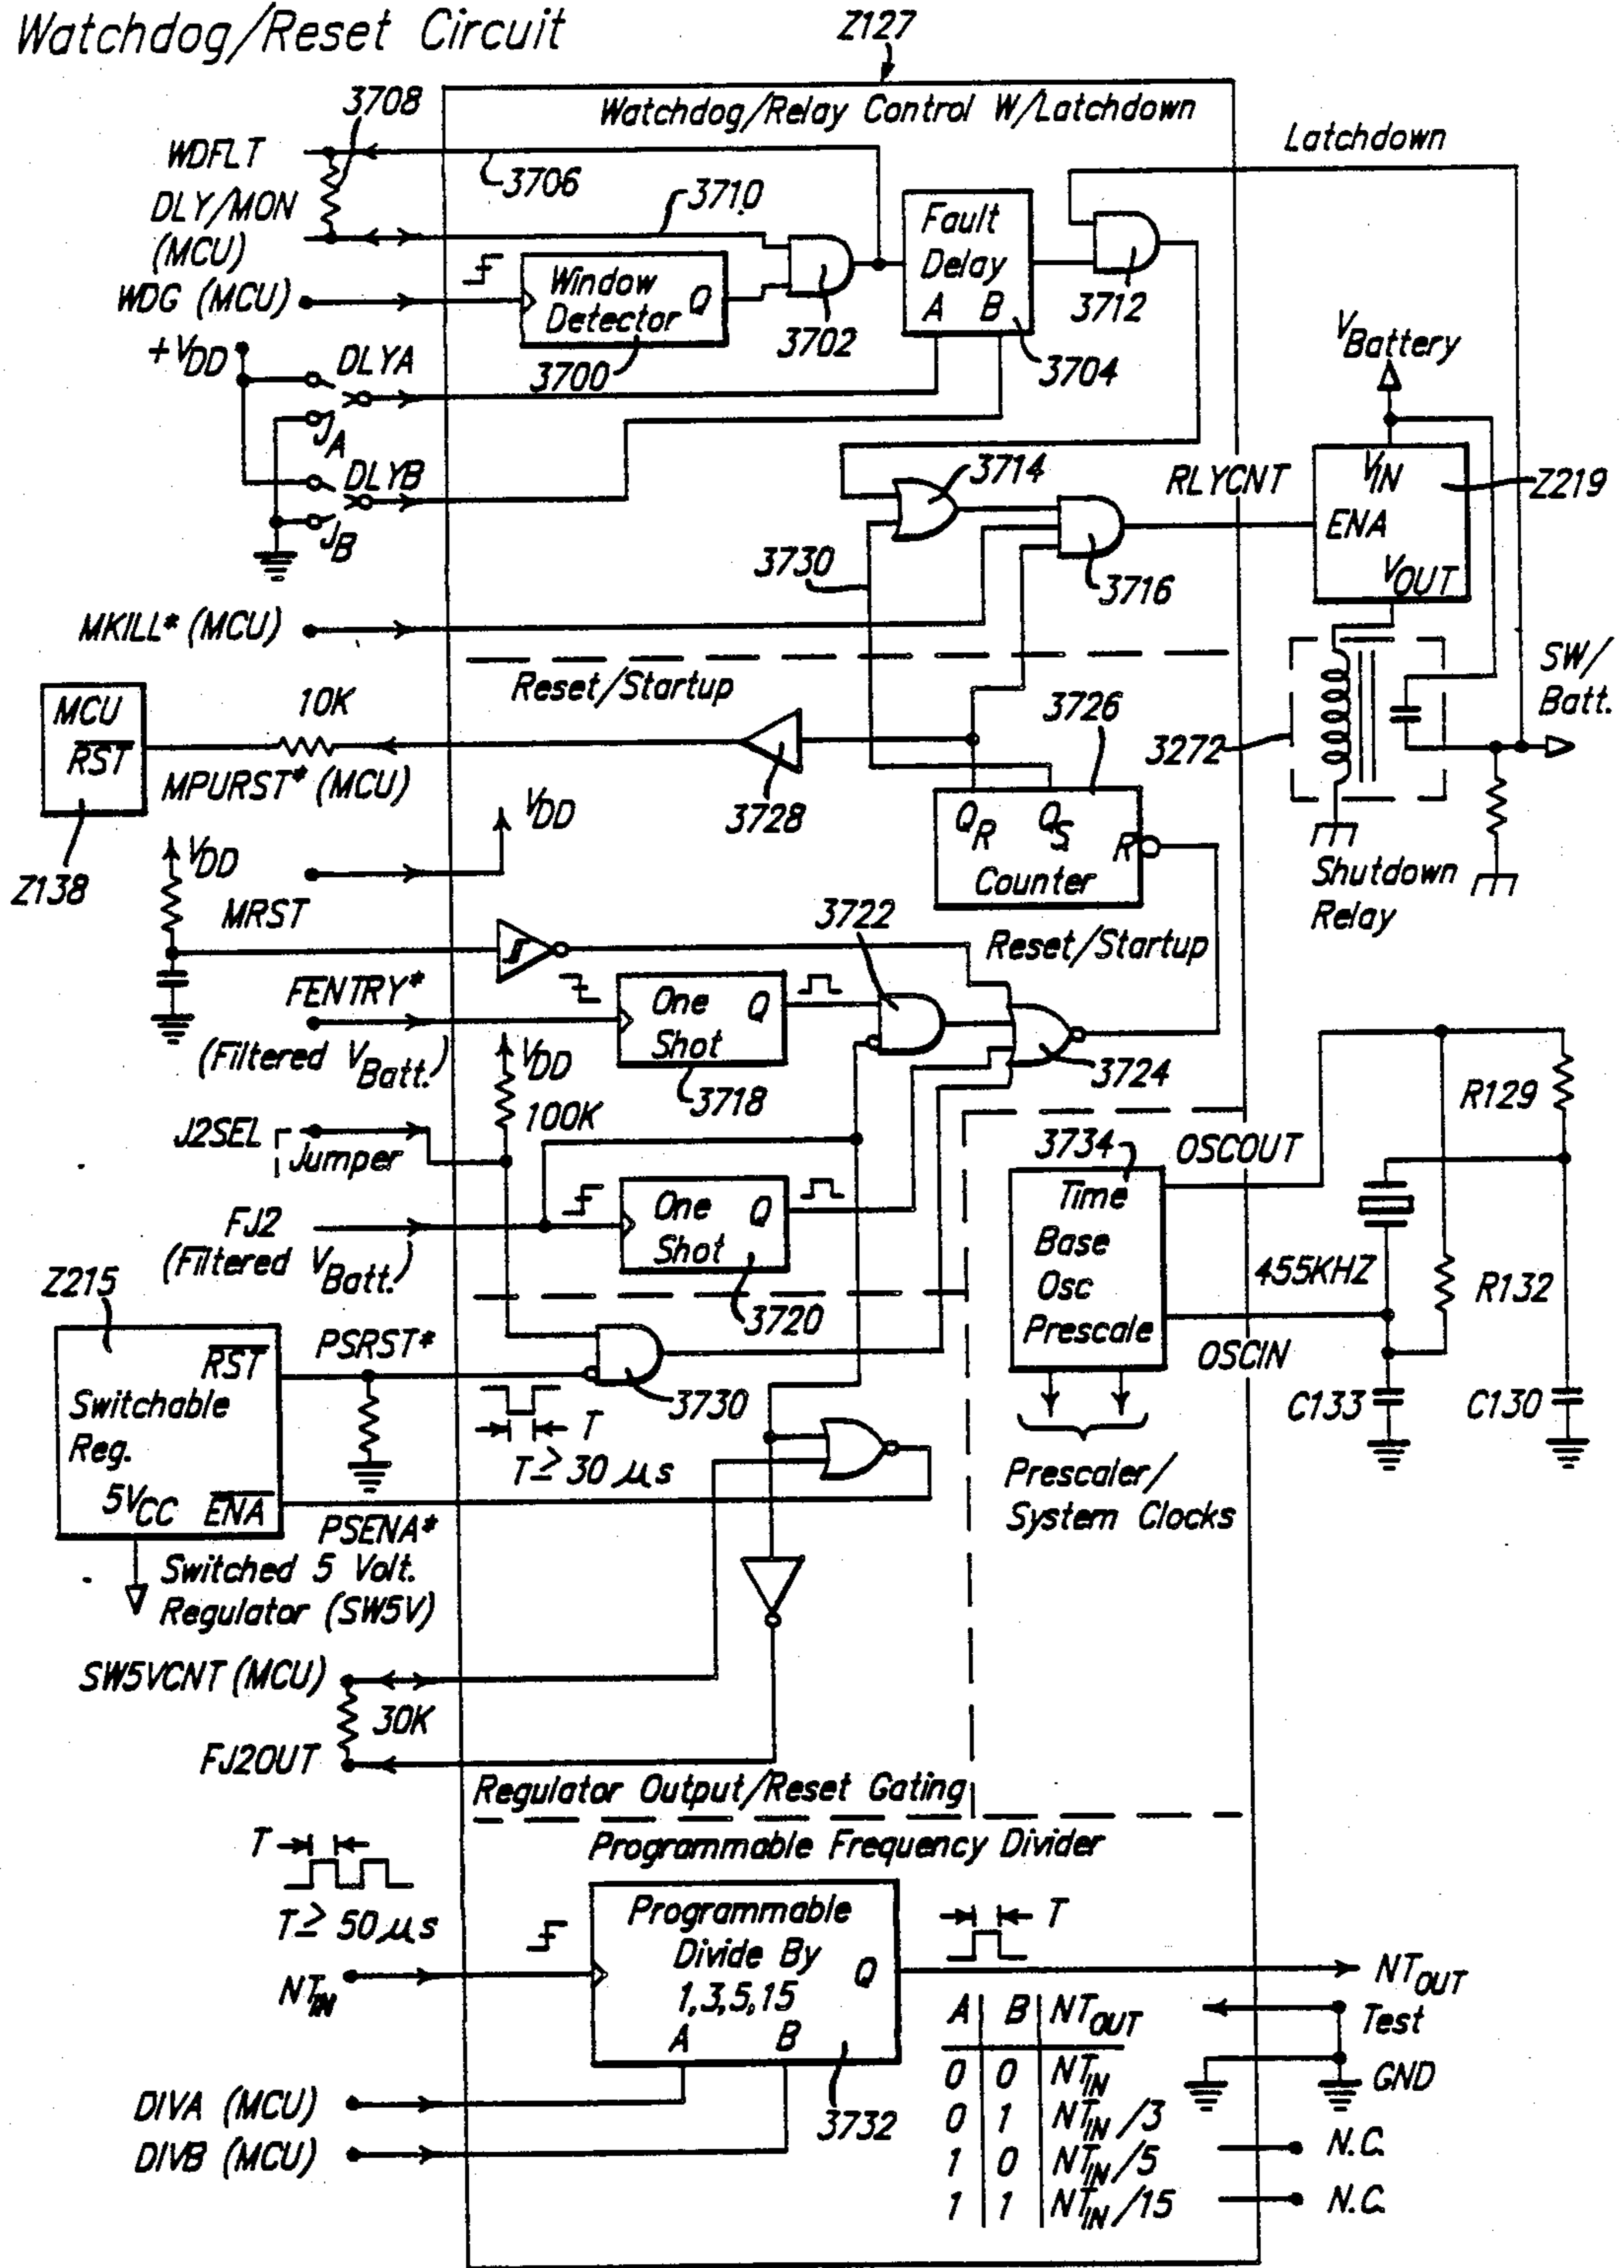 Watchdog/Reset Circuit
Z127
Watchdog/Relay Control W/Latchdown
Latchdown
3708
WDFLT
3706
DLY/MON
(MCU)
3710
Fault
Delay
A B
3704
3712
WDG (MCU)
Window
Detector Q
3700
3702
+VDD
DLYA
JA
DLYB
JB
VBattery
VIN
ENA
VOUT
Z219
RLYCNT
3714
3730
3716
MKILL* (MCU)
Reset/Startup
MCU
RST
Z138
10K
MPURST* (MCU)
3728
3726
QR QS R
Counter
3272
SW/
Batt.
Shutdown
Relay
VDD
VDD
MRST
3722
Reset/Startup
FENTRY*
(Filtered VBatt.)
One
Shot Q
3718
3724
VDD
100K
J2SEL
Jumper
FJ2
(Filtered VBatt.)
One
Shot Q
3720
3734
Time
Base
Osc
Prescale
OSCOUT
OSCIN
455KHZ
R129
R132
C133
C130
Prescaler/
System Clocks
Z215
RST
Switchable
Reg.
5VCC ENA
PSRST*
3730
T
T ≥ 30 μs
PSENA*
Switched 5 Volt.
Regulator (SW5V)
SW5VCNT (MCU)
30K
FJ2OUT
Regulator Output/Reset Gating
Programmable Frequency Divider
T
T ≥ 50 μs
NTIN
Programmable
Divide By
1,3,5,15
Q
A B
3732
T
NTOUT
Test
GND
N.C.
N.C.
A B NTOUT
0 0 NTIN
0 1 NTIN/3
1 0 NTIN/5
1 1 NTIN/15
DIVA (MCU)
DIVB (MCU)